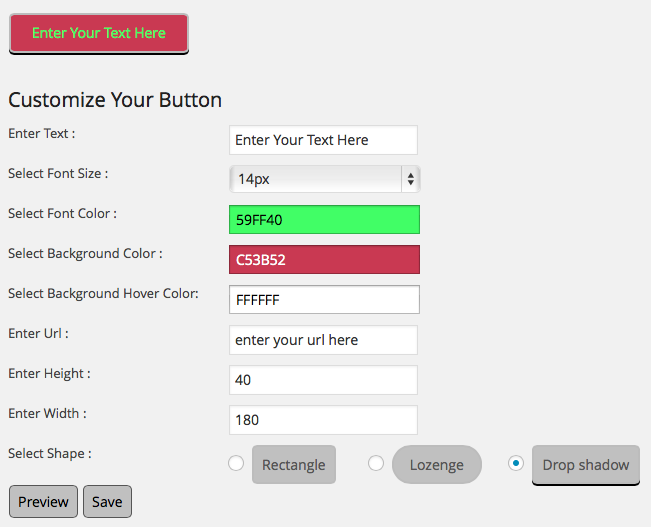 Enter Your Text Here
Customize Your Button
Enter Text : Enter Your Text Here
Select Font Size : 14px
Select Font Color : 59FF40
Select Background Color : C53B52
Select Background Hover Color: FFFFFF
Enter Url : enter your url here
Enter Height : 40
Enter Width : 180
Select Shape : Rectangle Lozenge Drop shadow
Preview Save